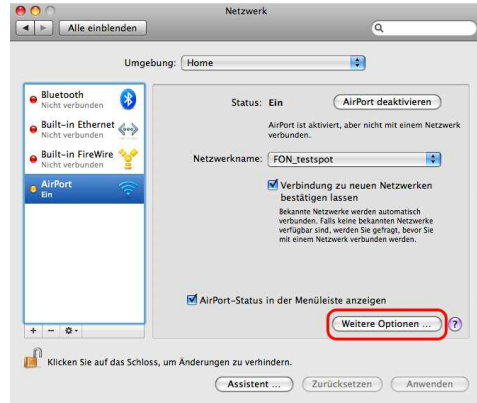 Netzwerk
Alle einblenden
Umgebung: Home
Bluetooth
Nicht verbunden
Built-in Ethernet
Nicht verbunden
Built-in FireWire
Nicht verbunden
AirPort
Ein
Status: Ein
AirPort deaktivieren
AirPort ist aktiviert, aber nicht mit einem Netzwerk
verbunden.
Netzwerkname: FON_testspot
Verbindung zu neuen Netzwerken
bestätigen lassen
Bekannte Netzwerke werden automatisch
verbunden. Falls keine bekannten Netzwerke
verfügbar sind, werden Sie gefragt, bevor Sie
mit einem Netzwerk verbunden werden.
AirPort-Status in der Menüleiste anzeigen
Weitere Optionen ... ?
+ −
Klicken Sie auf das Schloss, um Änderungen zu verhindern.
Assistent ... Zurücksetzen Anwenden